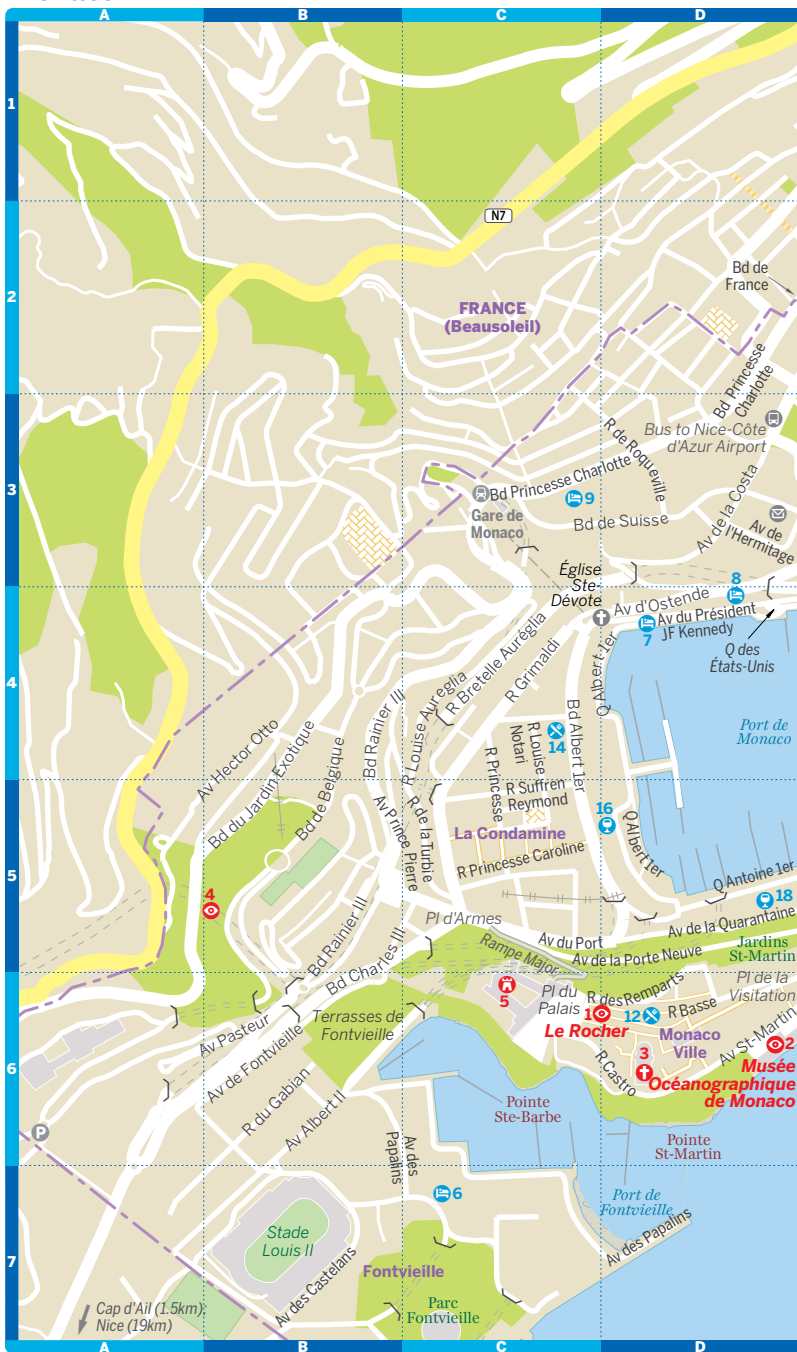 A
B
C
D
1
N7
2
Bd de
France
FRANCE
(Beausoleil)
Bd Princesse
Charlotte
Bus to Nice-Côte
d'Azur Airport
R de Roqueville
3
Bd Princesse Charlotte
9
Gare de
Monaco
Bd de Suisse
Av de la Costa
Av de
l'Hermitage
Église
Ste-
Dévote
8
Av d'Ostende
7
Av du Président
JF Kennedy
Q des
États-Unis
Q Albert 1er
4
R Bretelle Auréglia
R Grimaldi
R Louise Aureglia
Bd Rainier III
Bd Albert 1er
Port de
Monaco
14
R Louise
Notari
R Princesse
Av Hector Otto
Bd du Jardin Exotique
Bd de Belgique
R Suffren
Reymond
16
Av Prince
Pierre
R de la Turbie
La Condamine
Q Albert 1er
5
R Princesse Caroline
4
Q Antoine 1er
18
Pl d'Armes
Av de la Quarantaine
Av du Port
Bd Rainier III
Bd Charles III
Rampe Major
Av de la Porte Neuve
Jardins
St-Martin
5
Pl du
Palais
R des Remparts
Pl de la
Visitation
1
12
R Basse
Le Rocher
Terrasses de
Fontvieille
Av Pasteur
Monaco
Ville
Av St-Martin
2
3
Musée
Océanographique
de Monaco
6
Av de Fontvieille
R Castro
R du Gabian
Av Albert II
Pointe
Ste-Barbe
P
Pointe
St-Martin
Av des
Papalins
6
Port de
Fontvieille
Av des Papalins
7
Stade
Louis II
Fontvieille
Av des Castelans
Parc
Fontvieille
Cap d'Ail (1.5km);
Nice (19km)
A
B
C
D